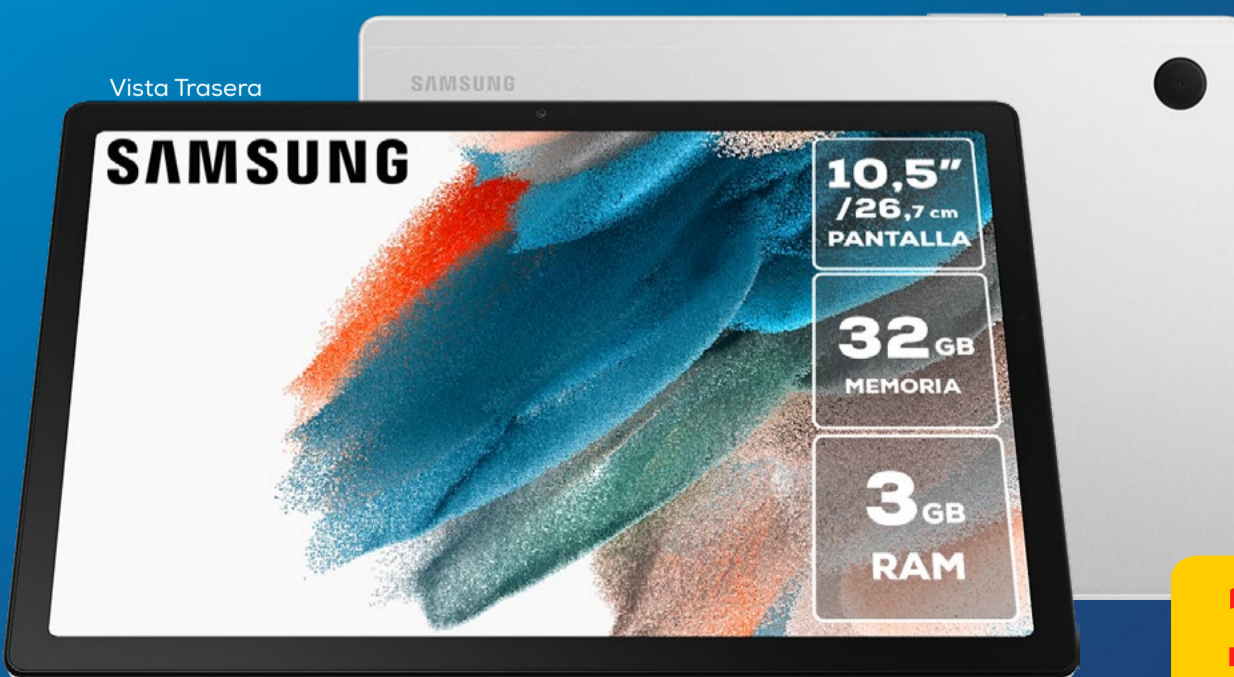 Vista Trasera
SAMSUNG
SAMSUNG
10,5”
/26,7 cm
PANTALLA
32 GB
MEMORIA
3 GB
RAM